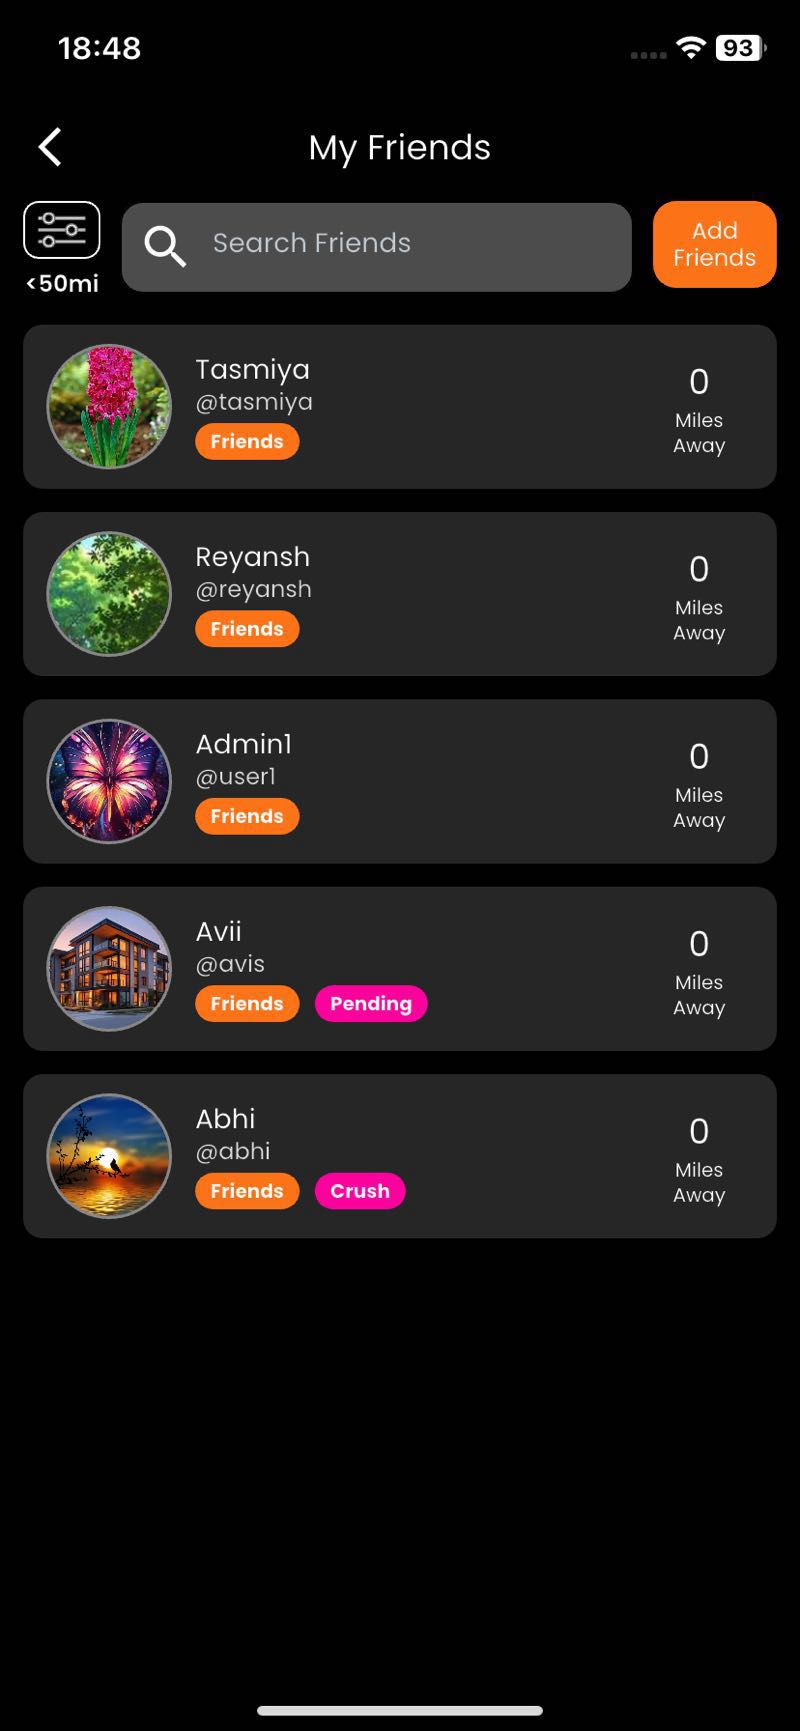 18:48
93
My Friends
<50mi
Search Friends
Add
Friends
Tasmiya
@tasmiya
Friends
0
Miles
Away
Reyansh
@reyansh
Friends
0
Miles
Away
Admin1
@user1
Friends
0
Miles
Away
Avii
@avis
Friends Pending
0
Miles
Away
Abhi
@abhi
Friends Crush
0
Miles
Away